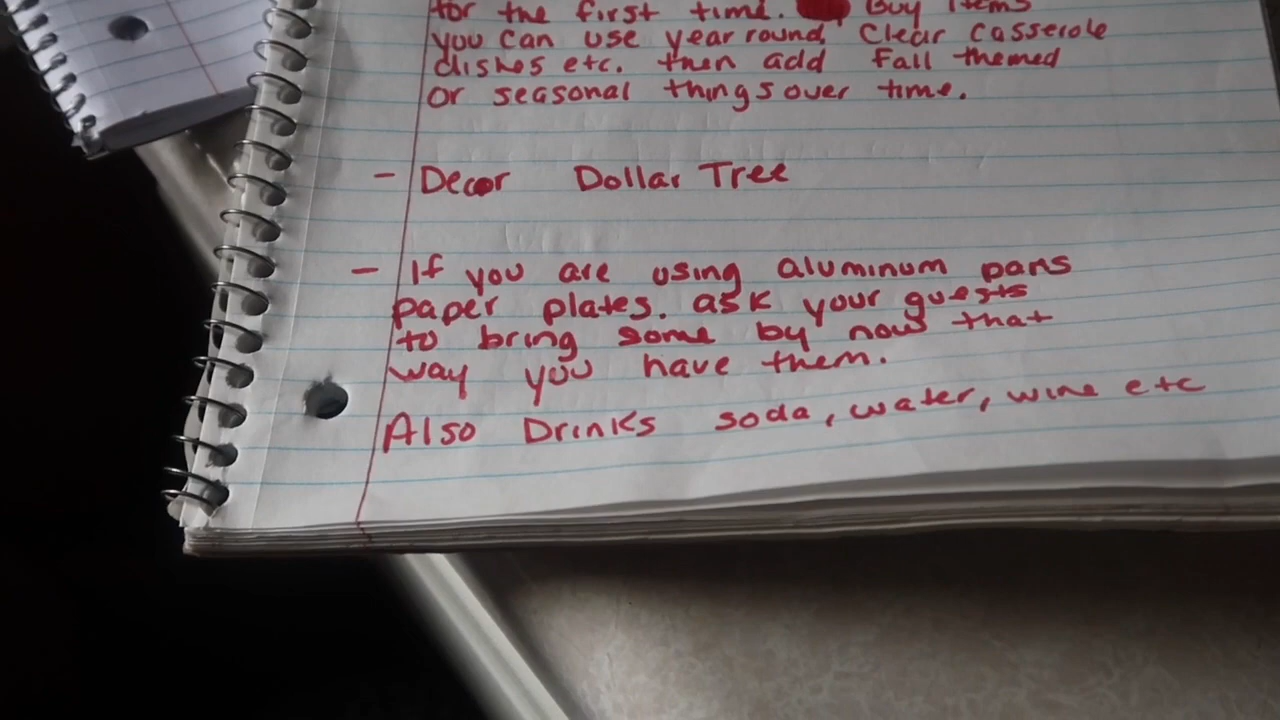 for the first time. Buy items
you can use year round, clear casserole
dishes etc. then add fall themed
or seasonal things over time.
- Decor Dollar Tree
- If you are using aluminum pans
paper plates. ask your guests
to bring some by now that
way you have them.
Also Drinks soda, water, wine etc